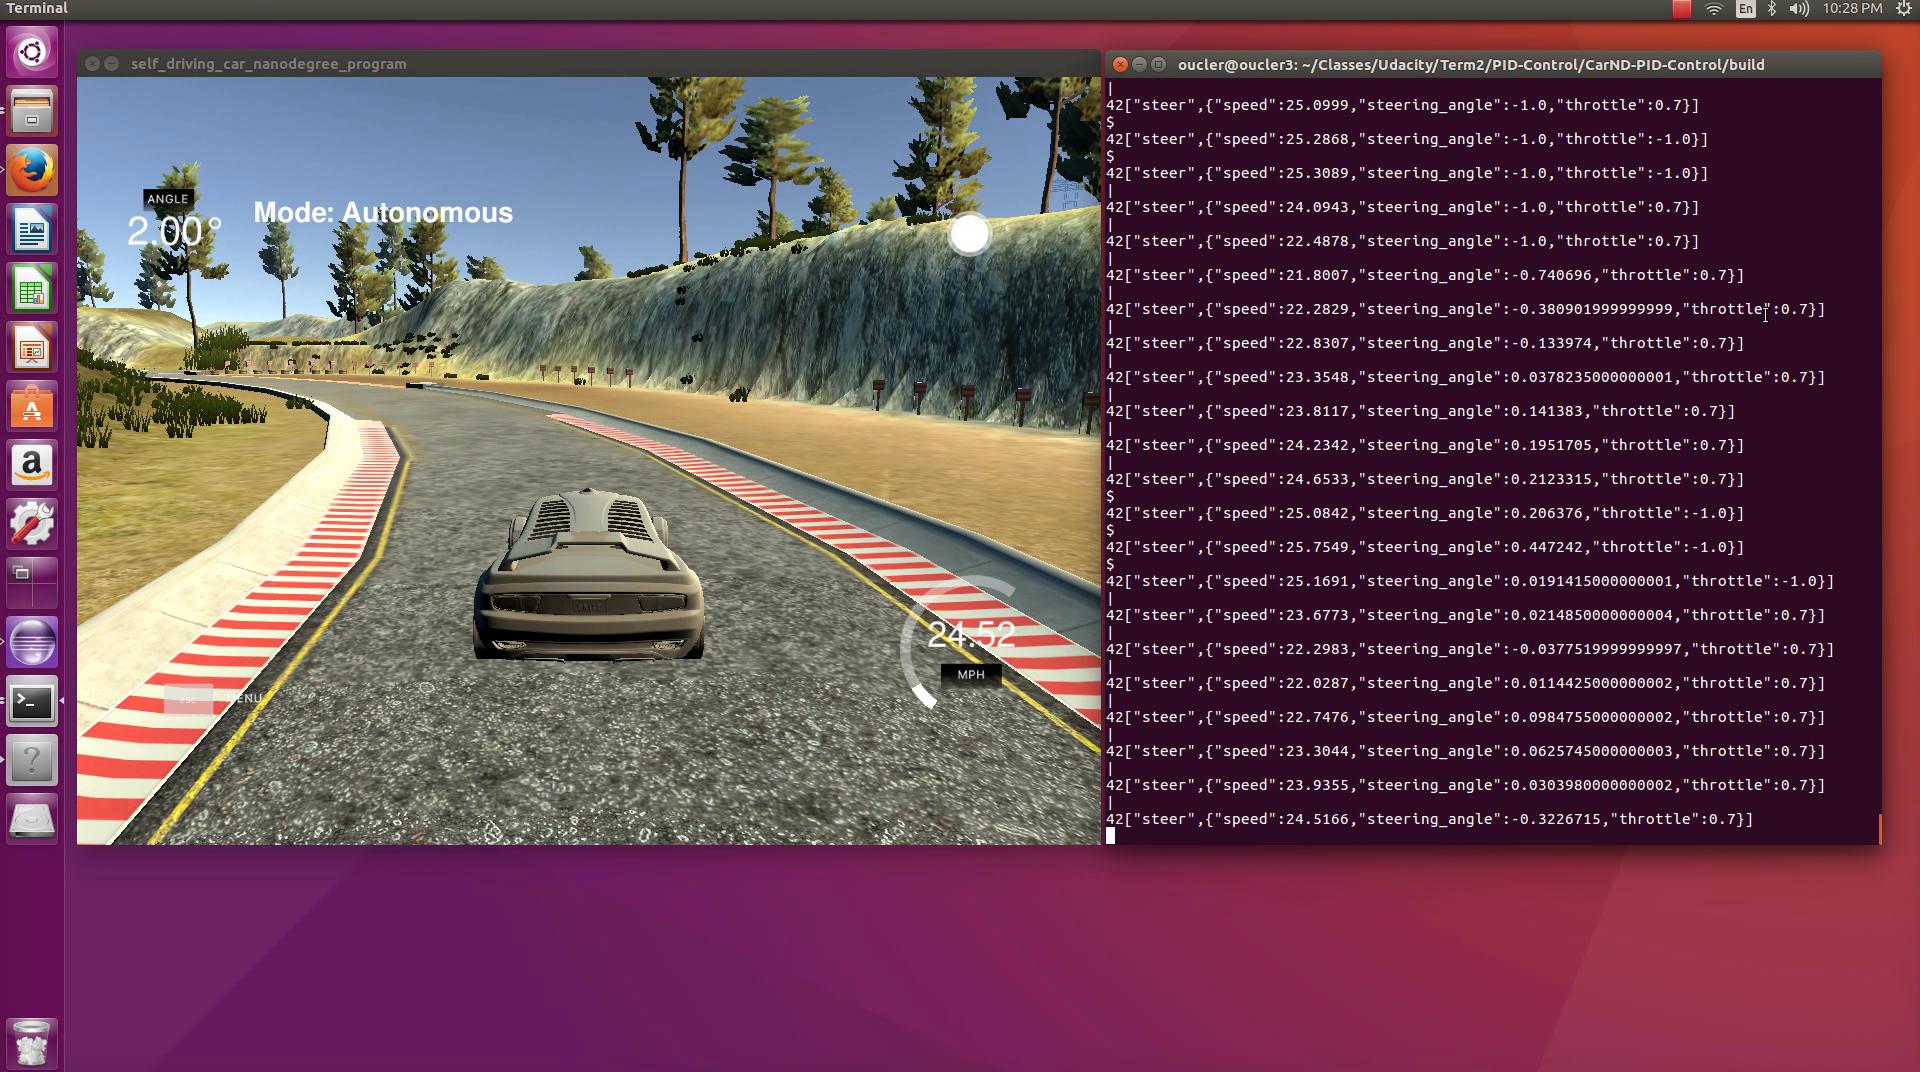 Terminal
En
10:28 PM
self_driving_car_nanodegree_program
ANGLE
2.00°
Mode: Autonomous
24.52
MPH
ESC
MENU
a
oucler@oucler3: ~/Classes/Udacity/Term2/PID-Control/CarND-PID-Control/build
|
42["steer",{"speed":25.0999,"steering_angle":-1.0,"throttle":0.7}]
$
42["steer",{"speed":25.2868,"steering_angle":-1.0,"throttle":-1.0}]
$
42["steer",{"speed":25.3089,"steering_angle":-1.0,"throttle":-1.0}]
|
42["steer",{"speed":24.0943,"steering_angle":-1.0,"throttle":0.7}]
|
42["steer",{"speed":22.4878,"steering_angle":-1.0,"throttle":0.7}]
|
42["steer",{"speed":21.8007,"steering_angle":-0.740696,"throttle":0.7}]
|
42["steer",{"speed":22.2829,"steering_angle":-0.380901999999999,"throttle":0.7}]
|
42["steer",{"speed":22.8307,"steering_angle":-0.133974,"throttle":0.7}]
|
42["steer",{"speed":23.3548,"steering_angle":0.0378235000000001,"throttle":0.7}]
|
42["steer",{"speed":23.8117,"steering_angle":0.141383,"throttle":0.7}]
|
42["steer",{"speed":24.2342,"steering_angle":0.1951705,"throttle":0.7}]
|
42["steer",{"speed":24.6533,"steering_angle":0.2123315,"throttle":0.7}]
$
42["steer",{"speed":25.0842,"steering_angle":0.206376,"throttle":-1.0}]
$
42["steer",{"speed":25.7549,"steering_angle":0.447242,"throttle":-1.0}]
$
42["steer",{"speed":25.1691,"steering_angle":0.0191415000000001,"throttle":-1.0}]
|
42["steer",{"speed":23.6773,"steering_angle":0.0214850000000004,"throttle":0.7}]
|
42["steer",{"speed":22.2983,"steering_angle":-0.0377519999999997,"throttle":0.7}]
|
42["steer",{"speed":22.0287,"steering_angle":0.0114425000000002,"throttle":0.7}]
|
42["steer",{"speed":22.7476,"steering_angle":0.0984755000000002,"throttle":0.7}]
|
42["steer",{"speed":23.3044,"steering_angle":0.0625745000000003,"throttle":0.7}]
|
42["steer",{"speed":23.9355,"steering_angle":0.0303980000000002,"throttle":0.7}]
|
42["steer",{"speed":24.5166,"steering_angle":-0.3226715,"throttle":0.7}]